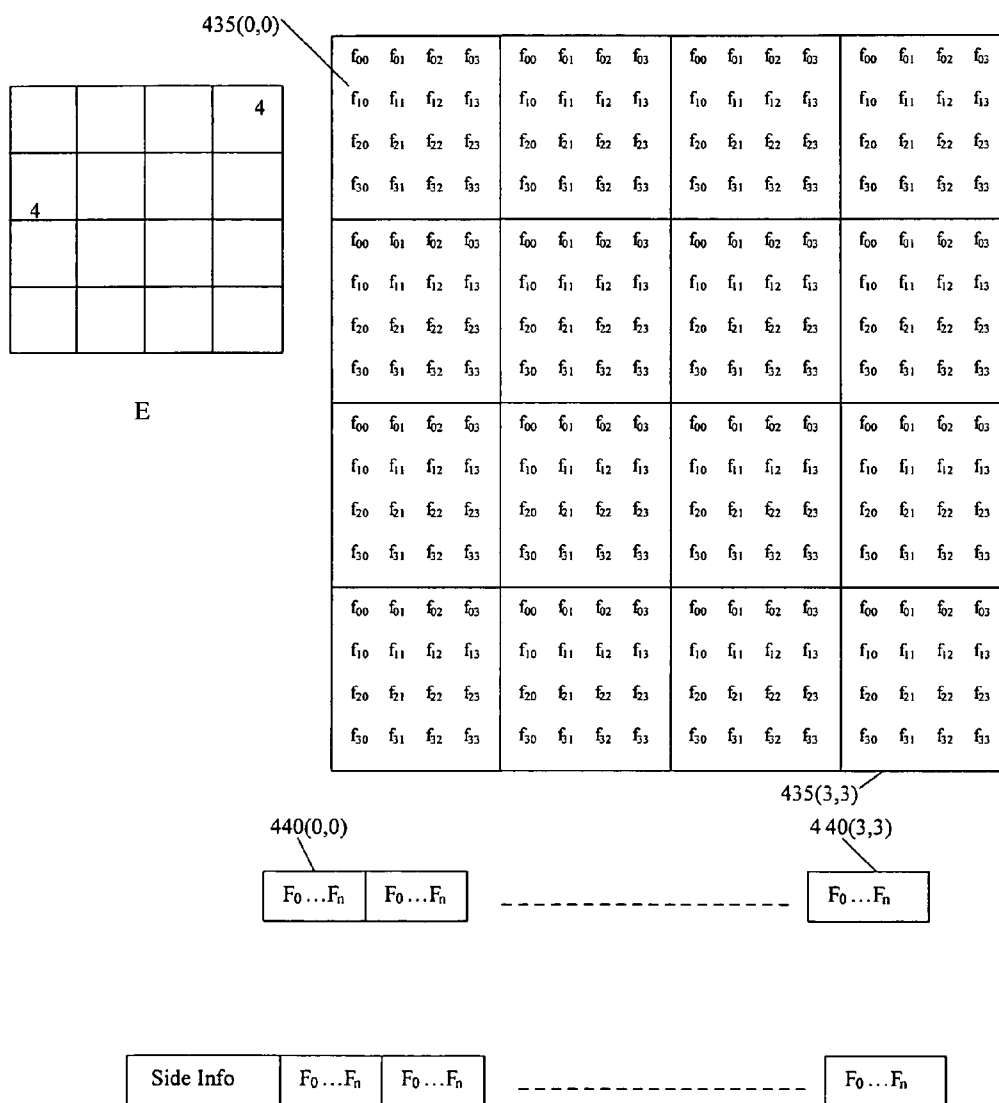 435(0,0)
f00 f01 f02 f03 f00 f01 f02 f03 f00 f01 f02 f03 f00 f01 f02 f03
4
f10 f11 f12 f13 f10 f11 f12 f13 f10 f11 f12 f13 f10 f11 f12 f13
f20 f21 f22 f23 f20 f21 f22 f23 f20 f21 f22 f23 f20 f21 f22 f23
f30 f31 f32 f33 f30 f31 f32 f33 f30 f31 f32 f33 f30 f31 f32 f33
4
f00 f01 f02 f03 f00 f01 f02 f03 f00 f01 f02 f03 f00 f01 f02 f03
f10 f11 f12 f13 f10 f11 f12 f13 f10 f11 f12 f13 f10 f11 f12 f13
f20 f21 f22 f23 f20 f21 f22 f23 f20 f21 f22 f23 f20 f21 f22 f23
f30 f31 f32 f33 f30 f31 f32 f33 f30 f31 f32 f33 f30 f31 f32 f33
E
f00 f01 f02 f03 f00 f01 f02 f03 f00 f01 f02 f03 f00 f01 f02 f03
f10 f11 f12 f13 f10 f11 f12 f13 f10 f11 f12 f13 f10 f11 f12 f13
f20 f21 f22 f23 f20 f21 f22 f23 f20 f21 f22 f23 f20 f21 f22 f23
f30 f31 f32 f33 f30 f31 f32 f33 f30 f31 f32 f33 f30 f31 f32 f33
f00 f01 f02 f03 f00 f01 f02 f03 f00 f01 f02 f03 f00 f01 f02 f03
f10 f11 f12 f13 f10 f11 f12 f13 f10 f11 f12 f13 f10 f11 f12 f13
f20 f21 f22 f23 f20 f21 f22 f23 f20 f21 f22 f23 f20 f21 f22 f23
f30 f31 f32 f33 f30 f31 f32 f33 f30 f31 f32 f33 f30 f31 f32 f33
435(3,3)
440(0,0) 4 40(3,3)
F0...Fn F0...Fn F0...Fn
Side Info F0...Fn F0...Fn F0...Fn